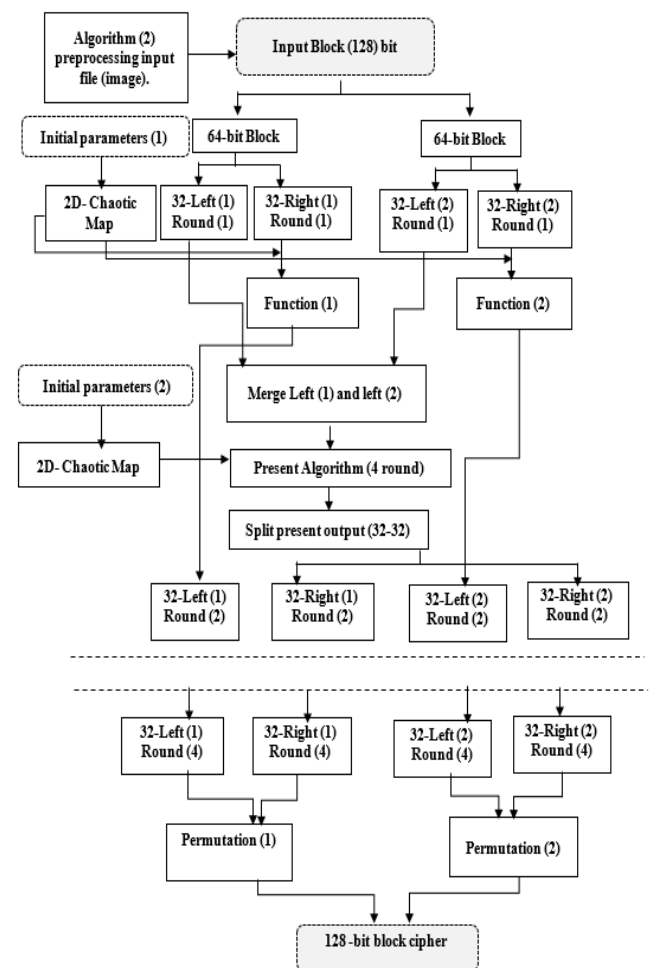 Algorithm (2)
preprocessing input
file (image).
Input Block (128) bit
Initial parameters (1)
64-bit Block
64-bit Block
2D- Chaotic
Map
32-Left (1)
Round (1)
32-Right (1)
Round (1)
32-Left (2)
Round (1)
32-Right (2)
Round (1)
Function (1)
Function (2)
Initial parameters (2)
Merge Left (1) and left (2)
2D- Chaotic Map
Present Algorithm (4 round)
Split present output (32-32)
32-Left (1)
Round (2)
32-Right (1)
Round (2)
32-Left (2)
Round (2)
32-Right (2)
Round (2)
32-Left (1)
Round (4)
32-Right (1)
Round (4)
32-Left (2)
Round (4)
32-Right (2)
Round (4)
Permutation (1)
Permutation (2)
128 -bit block cipher